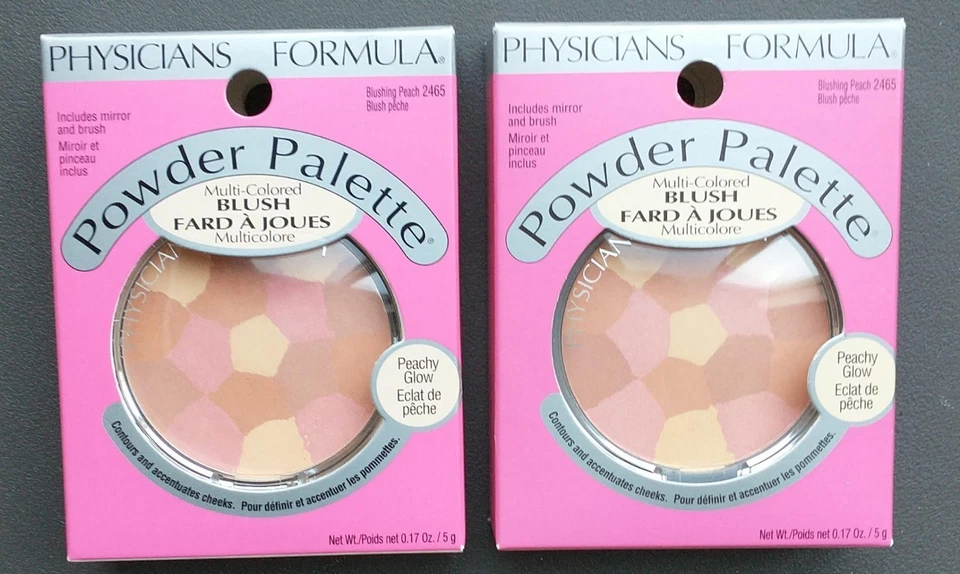 PHYSICIANS FORMULA®
Blushing Peach 2465
Blush pêche
Includes mirror
and brush
Miroir et
pinceau
inclus
Powder Palette®
Multi-Colored
BLUSH
FARD À JOUES
Multicolore
PHYSICIAN
Peachy
Glow
Eclat de
pêche
Contours and accentuates cheeks. Pour définir et accentuer les pommettes.
Net Wt./Poids net 0.17 Oz. / 5 g
PHYSICIANS FORMULA®
Blushing Peach 2465
Blush pêche
Includes mirror
and brush
Miroir et
pinceau
inclus
Powder Palette®
Multi-Colored
BLUSH
FARD À JOUES
Multicolore
PHYSICIAN
Peachy
Glow
Eclat de
pêche
Contours and accentuates cheeks. Pour définir et accentuer les pommettes.
Net Wt./Poids net 0.17 Oz. / 5 g